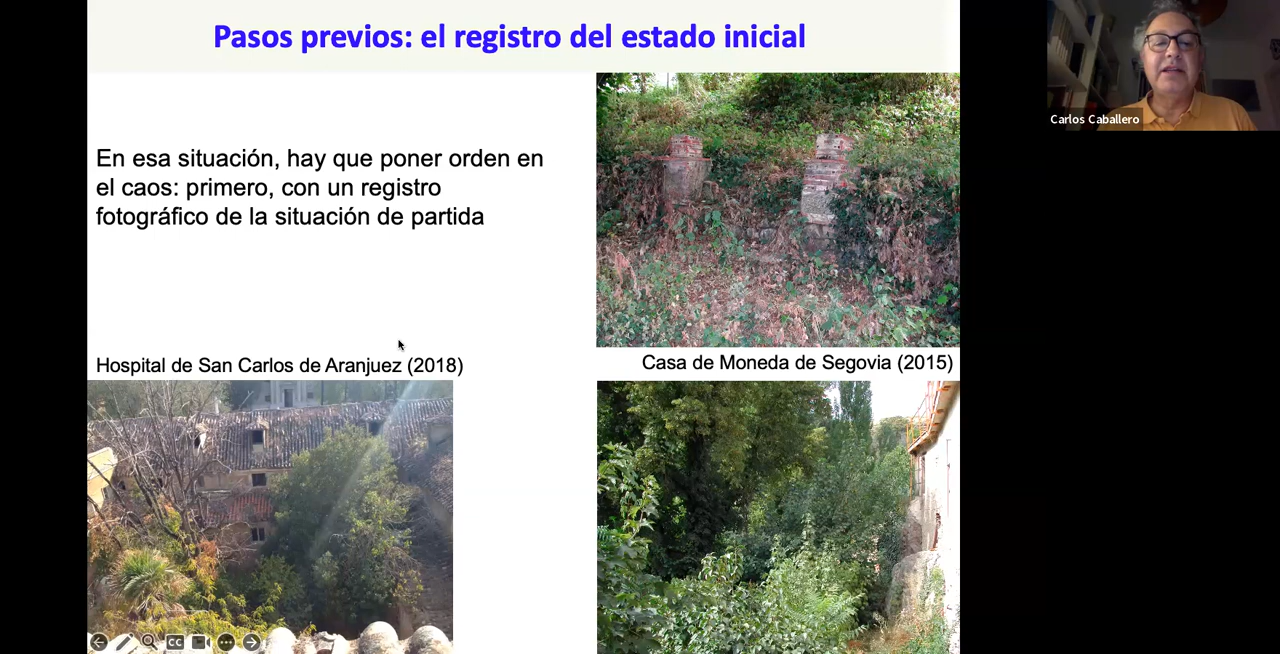 Pasos previos: el registro del estado inicial
En esa situación, hay que poner orden en
el caos: primero, con un registro
fotográfico de la situación de partida
Hospital de San Carlos de Aranjuez (2018)
Casa de Moneda de Segovia (2015)
Carlos Caballero
CC